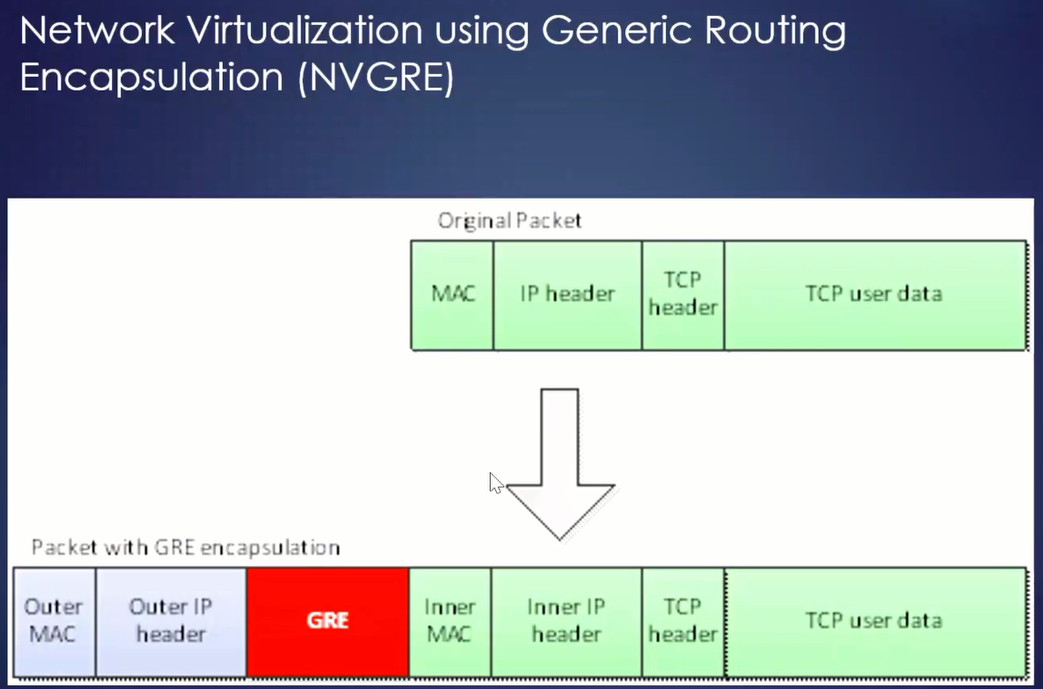 Network Virtualization using Generic Routing
Encapsulation (NVGRE)
Original Packet
MAC
IP header
TCP
header
TCP user data
Packet with GRE encapsulation
Outer
MAC
Outer IP
header
GRE
Inner
MAC
Inner IP
header
TCP
header
TCP user data